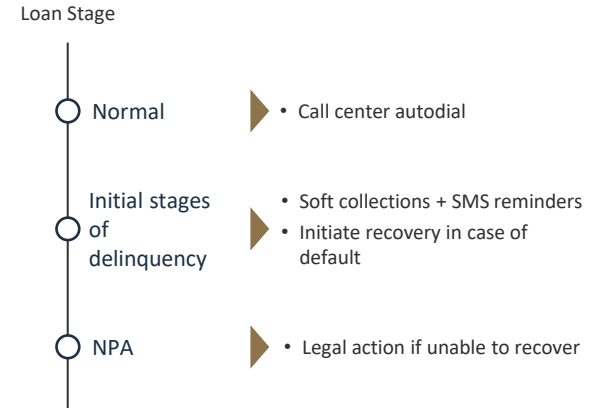 Loan Stage
Normal
• Call center autodial
Initial stages
of
delinquency
• Soft collections + SMS reminders
• Initiate recovery in case of
default
NPA
• Legal action if unable to recover